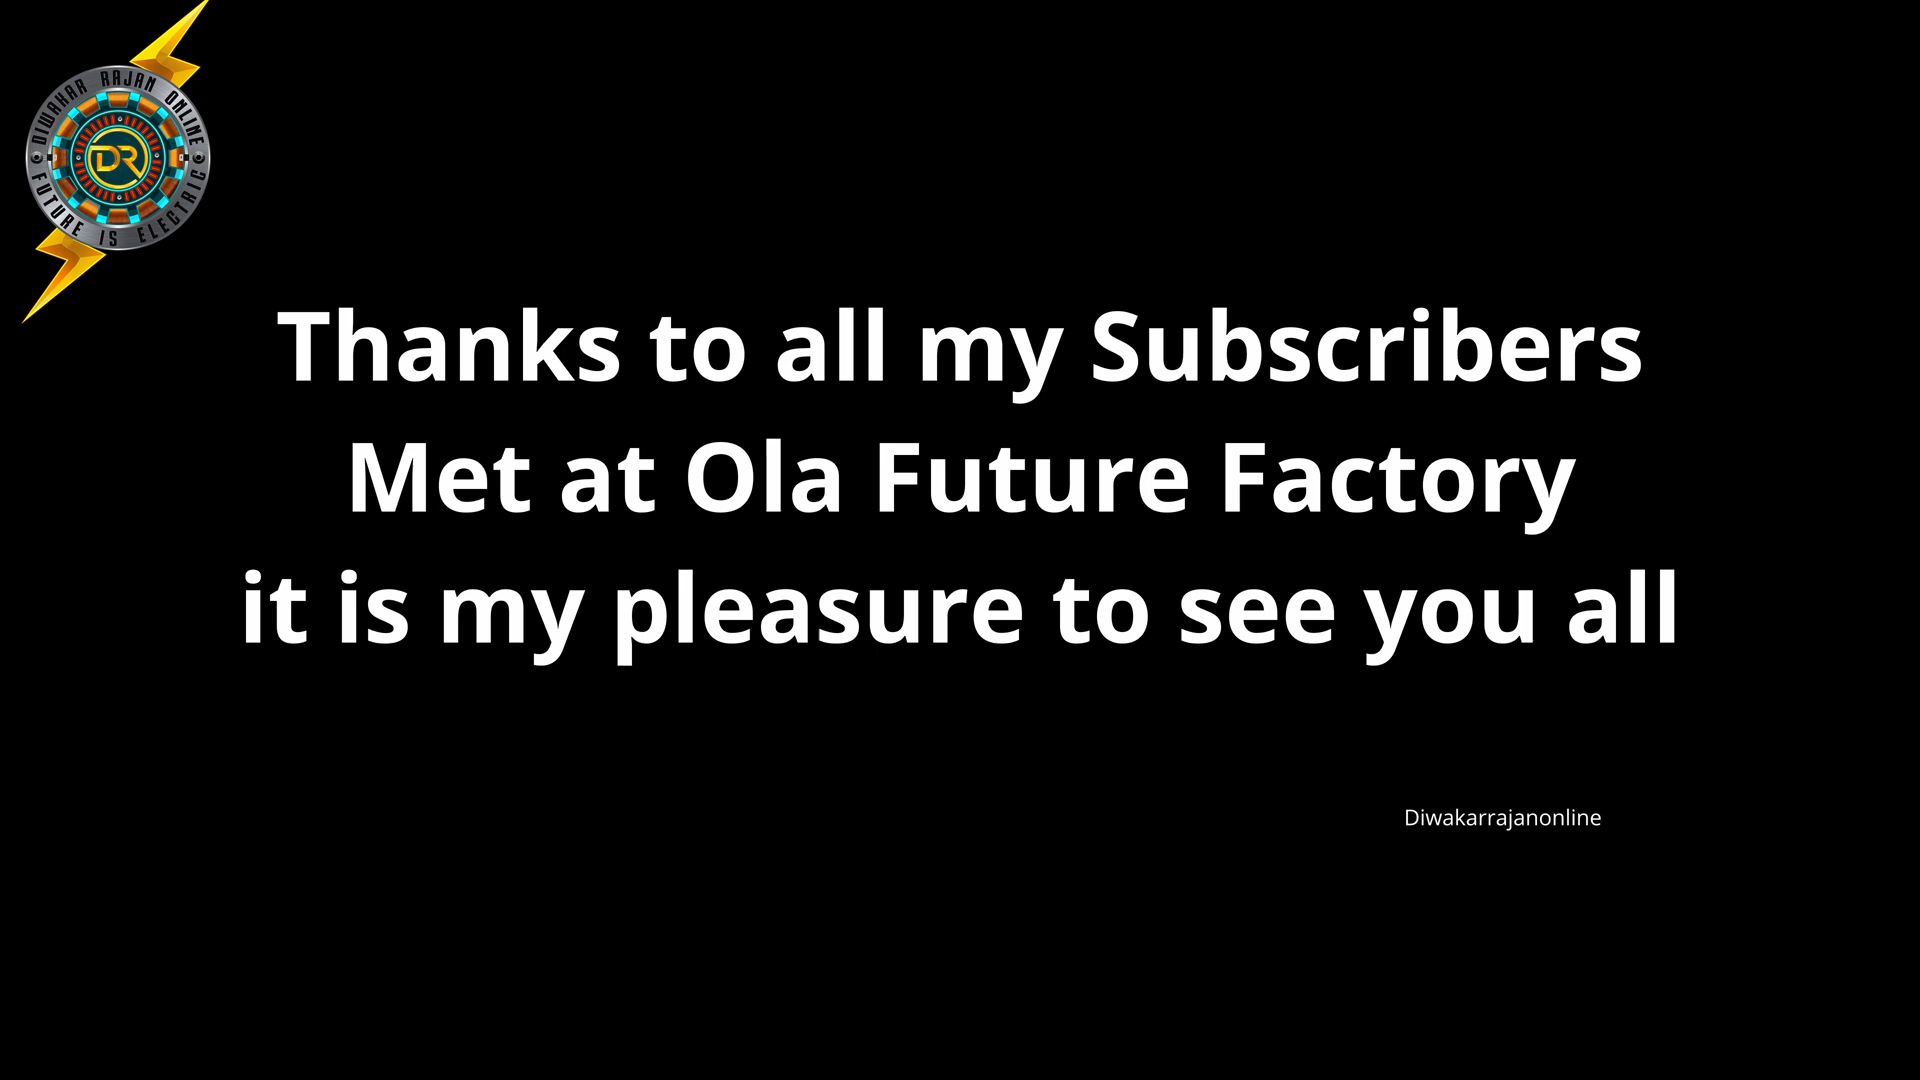 DIWAKAR RAJAN ONLINE
DR
FUTURE IS ELECTRIC
Thanks to all my Subscribers
Met at Ola Future Factory
it is my pleasure to see you all
Diwakarrajanonline